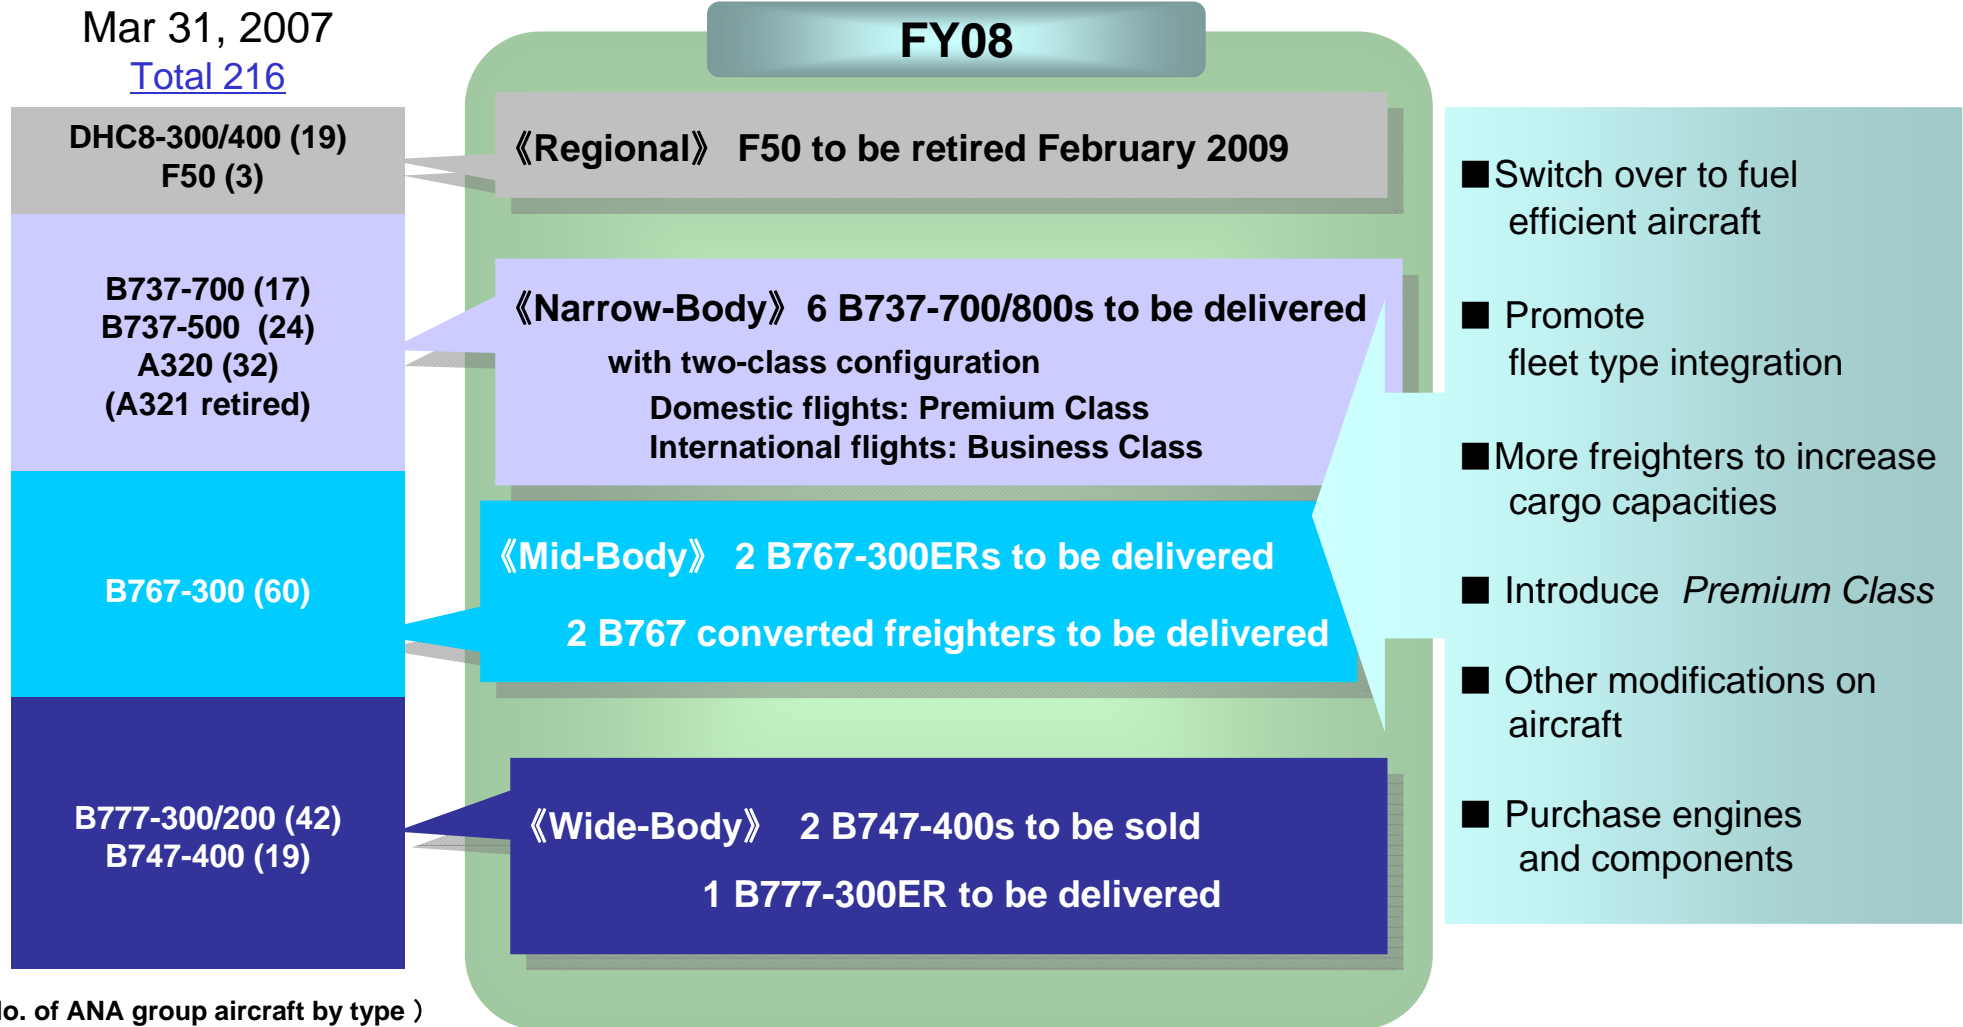 Mar 31, 2007
Total 216
DHC8-300/400 (19)
F50 (3)
B737-700 (17)
B737-500 (24)
A320 (32)
(A321 retired)
B767-300 (60)
B777-300/200 (42)
B747-400 (19)
of ANA group aircraft by type ）
FY08
《Regional》 F50 to be retired February 2009
《Narrow-Body》 6 B737-700/800s to be delivered
with two-class configuration
Domestic flights: Premium Class
International flights: Business Class
《Mid-Body》 2 B767-300ERs to be delivered
2 B767 converted freighters to be delivered
《Wide-Body》 2 B747-400s to be sold
1 B777-300ER to be delivered
■Switch over to fuel
efficient aircraft
■ Promote
fleet type integration
■More freighters to increase
cargo capacities
■ Introduce Premium Class
■ Other modifications on
aircraft
■ Purchase engines
and components